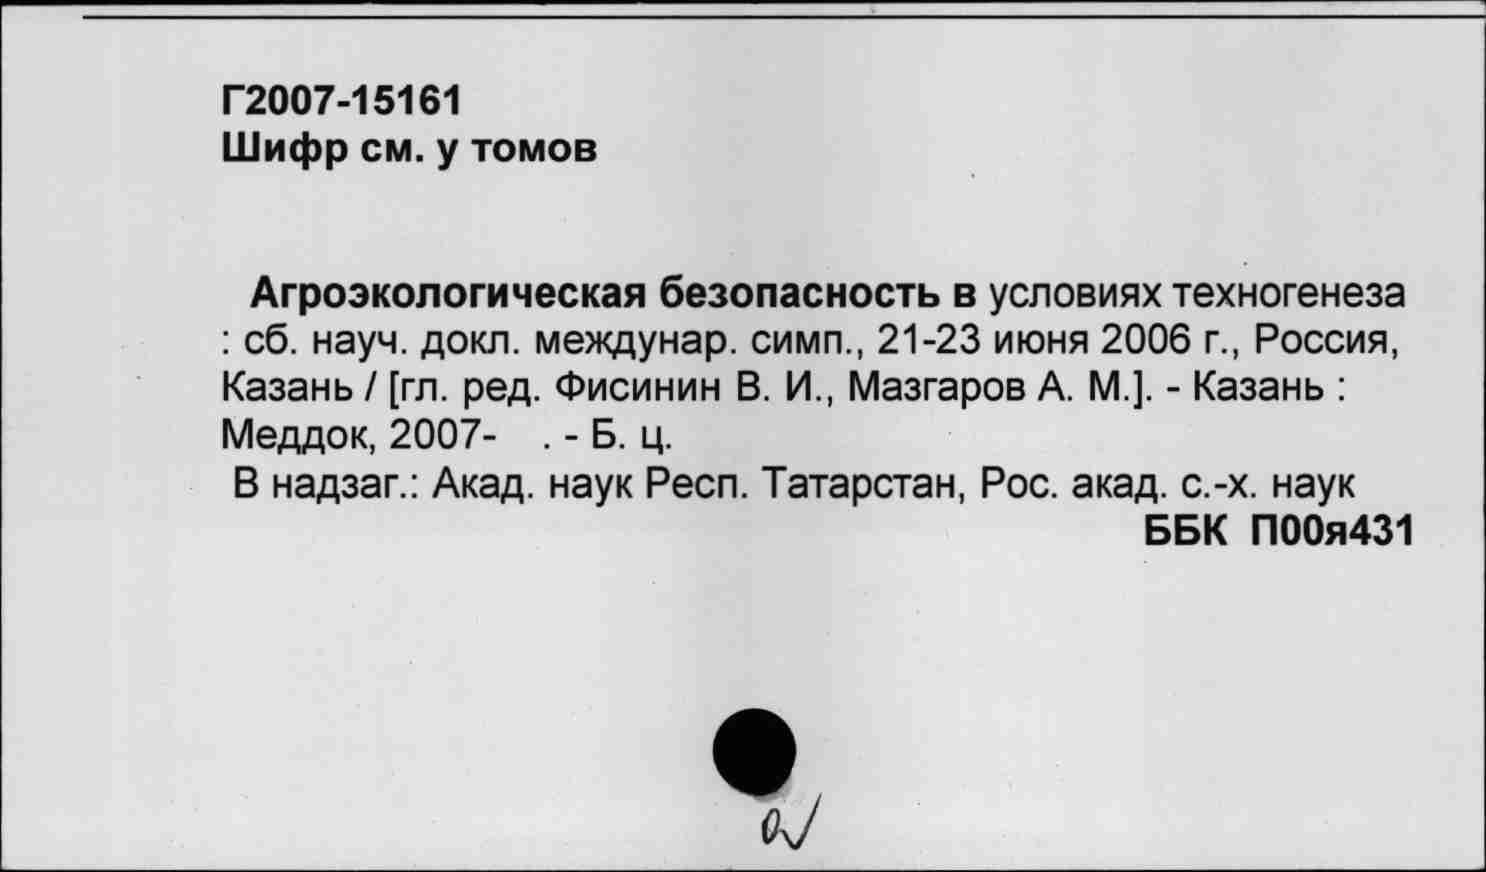 Г2007-15161
Шифр см. у томов
Агроэкологическая безопасность в условиях техногенеза
: сб. науч. докл. междунар. симп., 21-23 июня 2006 г., Россия,
Казань / [гл. ред. Фисинин В. И., Мазгаров А. М.]. - Казань :
Меддок, 2007-   . - Б. ц.
В надзаг.: Акад. наук Респ. Татарстан, Рос. акад. с.-х. наук
ББК П00я431